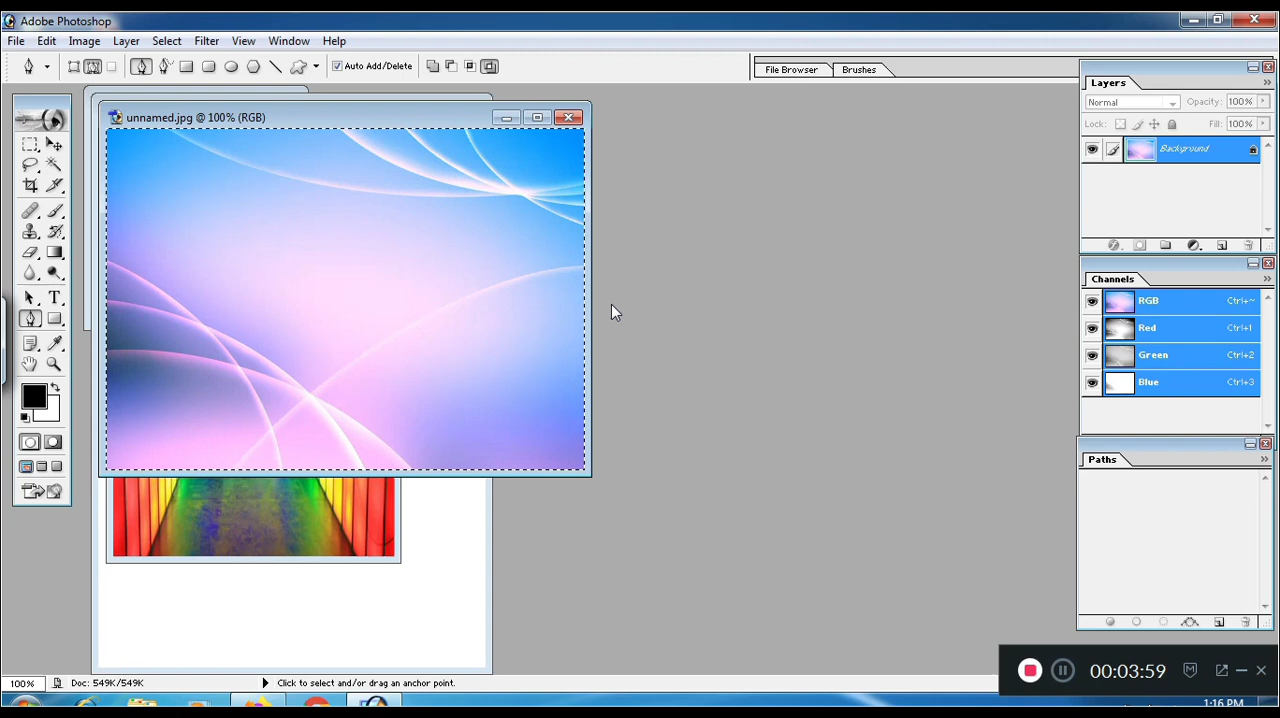 Adobe Photoshop
File Edit Image Layer Select Filter View Window Help
Auto Add/Delete
File Browser Brushes
unnamed.jpg @ 100% (RGB)
Layers
Normal Opacity: 100%
Lock: Fill: 100%
Background
Channels
RGB Ctrl+~
Red Ctrl+1
Green Ctrl+2
Blue Ctrl+3
Paths
T
00:03:59
100% Doc: 549K/549K Click to select and/or drag an anchor point.
1:16 PM